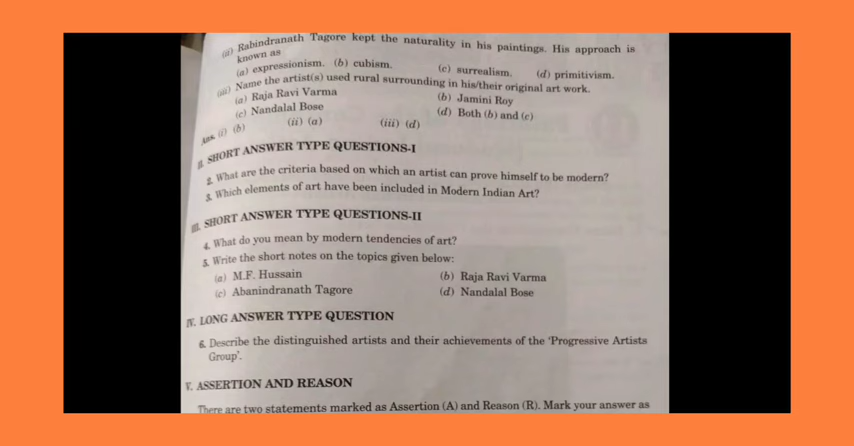 (ii) Rabindranath Tagore kept the naturality in his paintings. His approach is
known as
(a) expressionism. (b) cubism. (c) surrealism. (d) primitivism.
(iii) Name the artist(s) used rural surrounding in his/their original art work.
(a) Raja Ravi Varma (b) Jamini Roy
(c) Nandalal Bose (d) Both (b) and (c)
Ans. (i) (b) (ii) (a) (iii) (d)
II. SHORT ANSWER TYPE QUESTIONS-I
2. What are the criteria based on which an artist can prove himself to be modern?
3. Which elements of art have been included in Modern Indian Art?
III. SHORT ANSWER TYPE QUESTIONS-II
4. What do you mean by modern tendencies of art?
5. Write the short notes on the topics given below:
(a) M.F. Hussain (b) Raja Ravi Varma
(c) Abanindranath Tagore (d) Nandalal Bose
IV. LONG ANSWER TYPE QUESTION
6. Describe the distinguished artists and their achievements of the 'Progressive Artists
Group'.
V. ASSERTION AND REASON
There are two statements marked as Assertion (A) and Reason (R). Mark your answer as